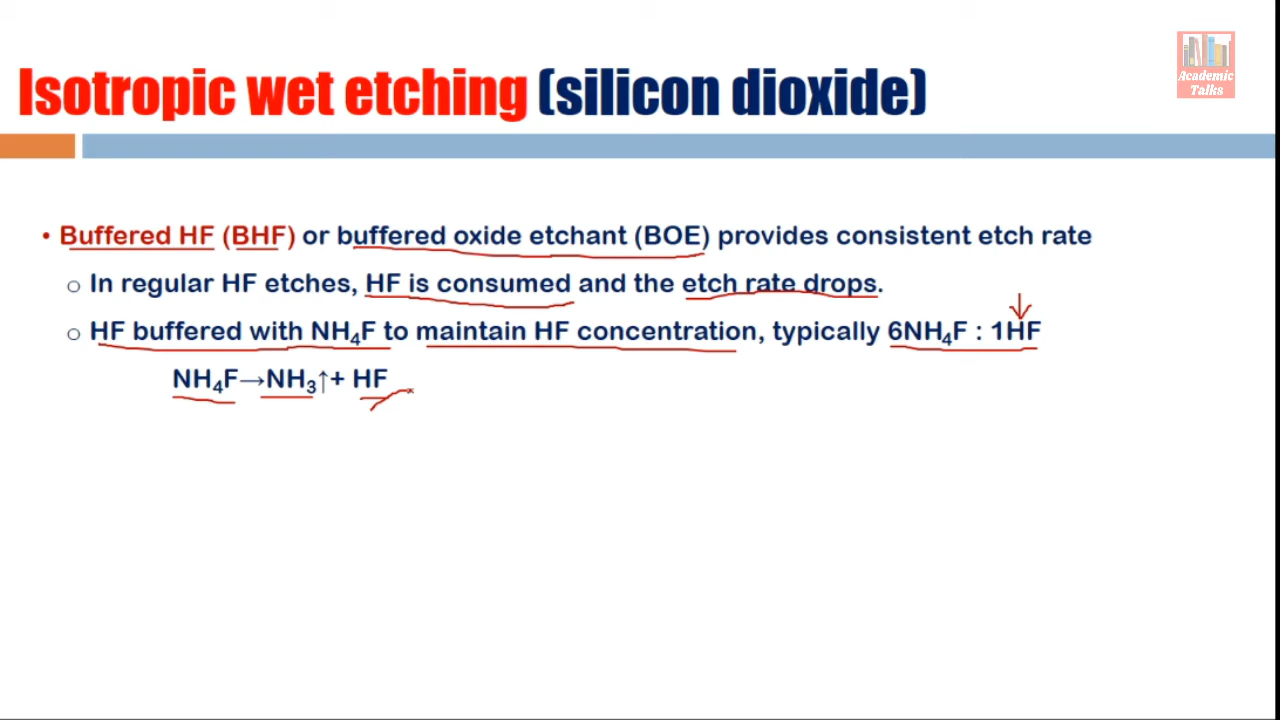 Academic
Talks
Isotropic wet etching (silicon dioxide)
• Buffered HF (BHF) or buffered oxide etchant (BOE) provides consistent etch rate
o In regular HF etches, HF is consumed and the etch rate drops.
o HF buffered with NH₄F to maintain HF concentration, typically 6NH₄F : 1HF
NH₄F→NH₃↑+ HF